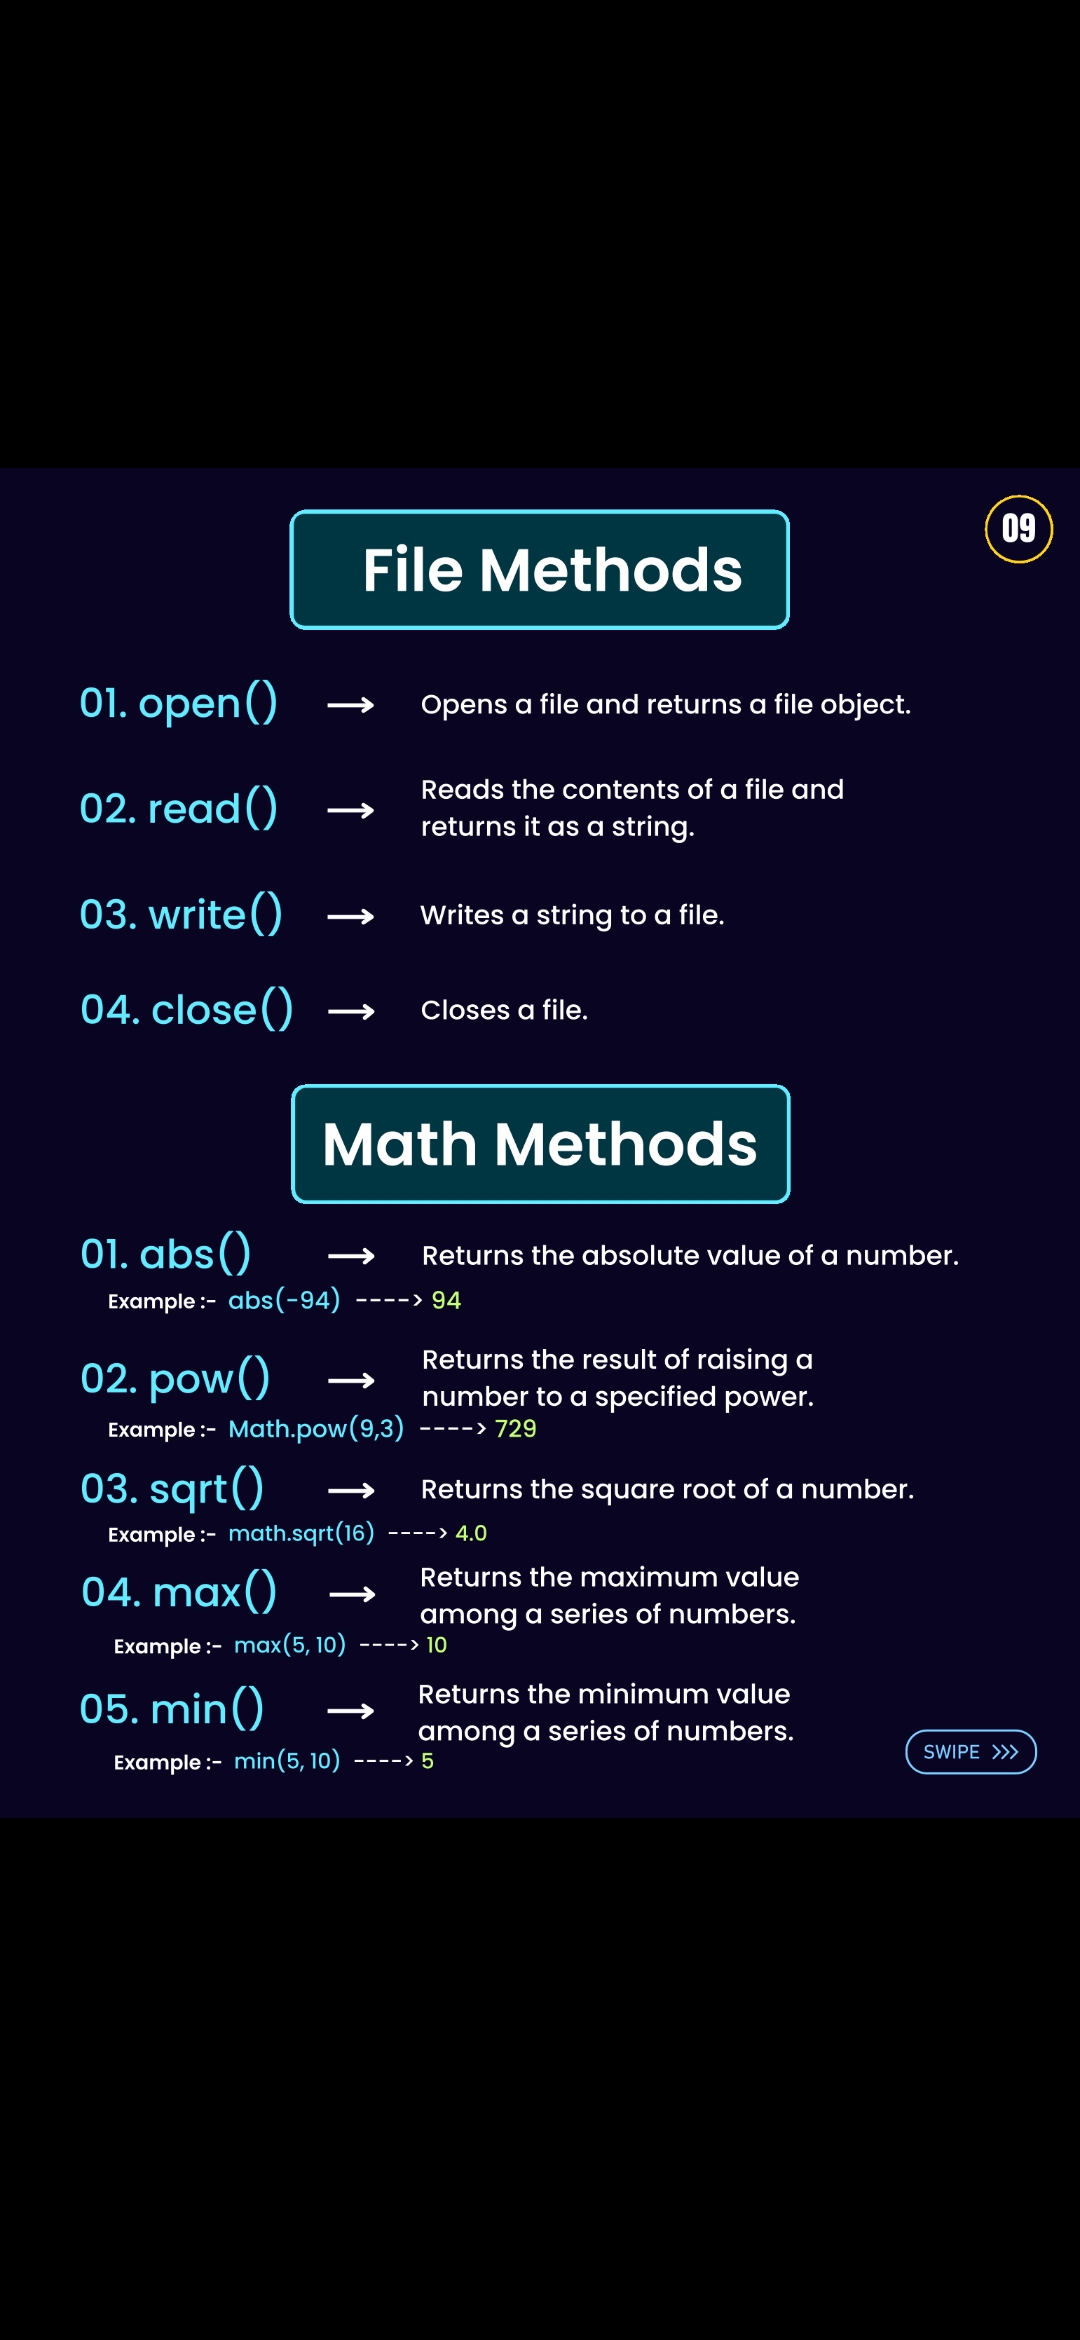 09
File Methods
01. open() → Opens a file and returns a file object.
02. read() → Reads the contents of a file and
returns it as a string.
03. write() → Writes a string to a file.
04. close() → Closes a file.
Math Methods
01. abs() → Returns the absolute value of a number.
Example :- abs(-94) ----> 94
02. pow() → Returns the result of raising a
number to a specified power.
Example :- Math.pow(9,3) ----> 729
03. sqrt() → Returns the square root of a number.
Example :- math.sqrt(16) ----> 4.0
04. max() → Returns the maximum value
among a series of numbers.
Example :- max(5, 10) ----> 10
05. min() → Returns the minimum value
among a series of numbers.
Example :- min(5, 10) ----> 5
SWIPE >>>